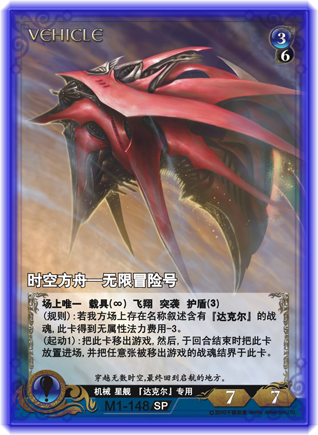 VEHICLE
3
6
时空方舟—无限冒险号
场上唯一 载具(∞) 飞翔 突袭 护盾(3)
(规则):若我方场上存在名称叙述含有『达克尔』的战
魂,此卡得到无属性法力费用-3。
(起动1):把此卡移出游戏,然后,于回合结束时把此卡
放置进场,并把任意张被移出游戏的战魂结界于此卡。
穿越无数时空,最终回到启航的地方。
机械 星舰 『达克尔』专用
7
7
M1-148 SP